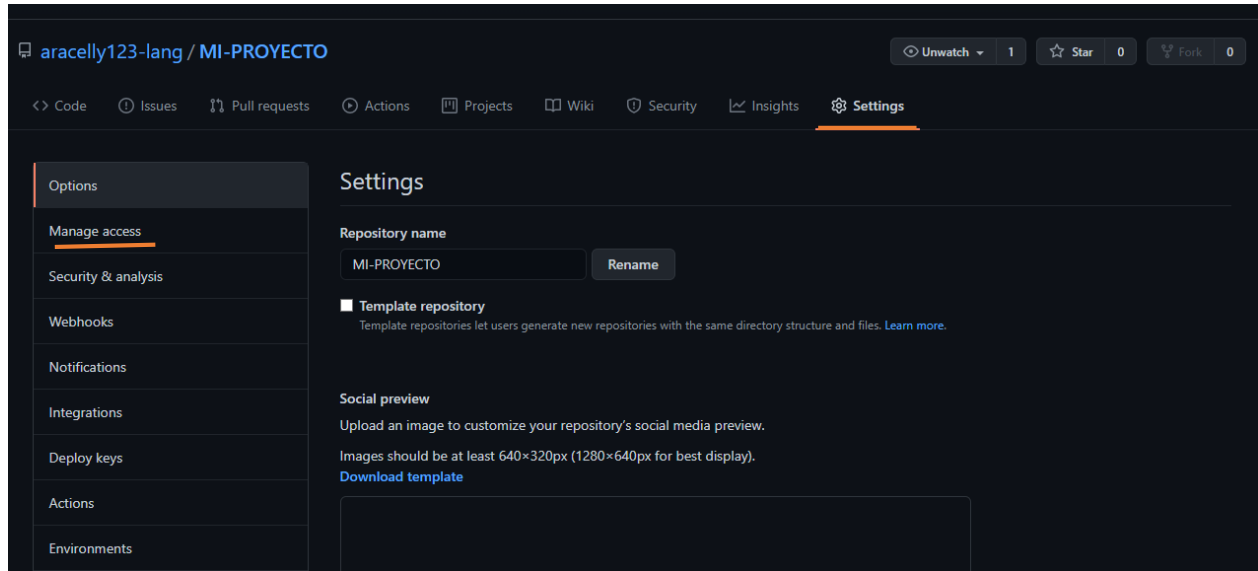 aracelly123-lang / MI-PROYECTO
Unwatch 1 Star 0 Fork 0
Code Issues Pull requests Actions Projects Wiki Security Insights Settings
Options
Manage access
Security & analysis
Webhooks
Notifications
Integrations
Deploy keys
Actions
Environments
Settings
Repository name
MI-PROYECTO Rename
Template repository
Template repositories let users generate new repositories with the same directory structure and files. Learn more.
Social preview
Upload an image to customize your repository's social media preview.
Images should be at least 640×320px (1280×640px for best display).
Download template